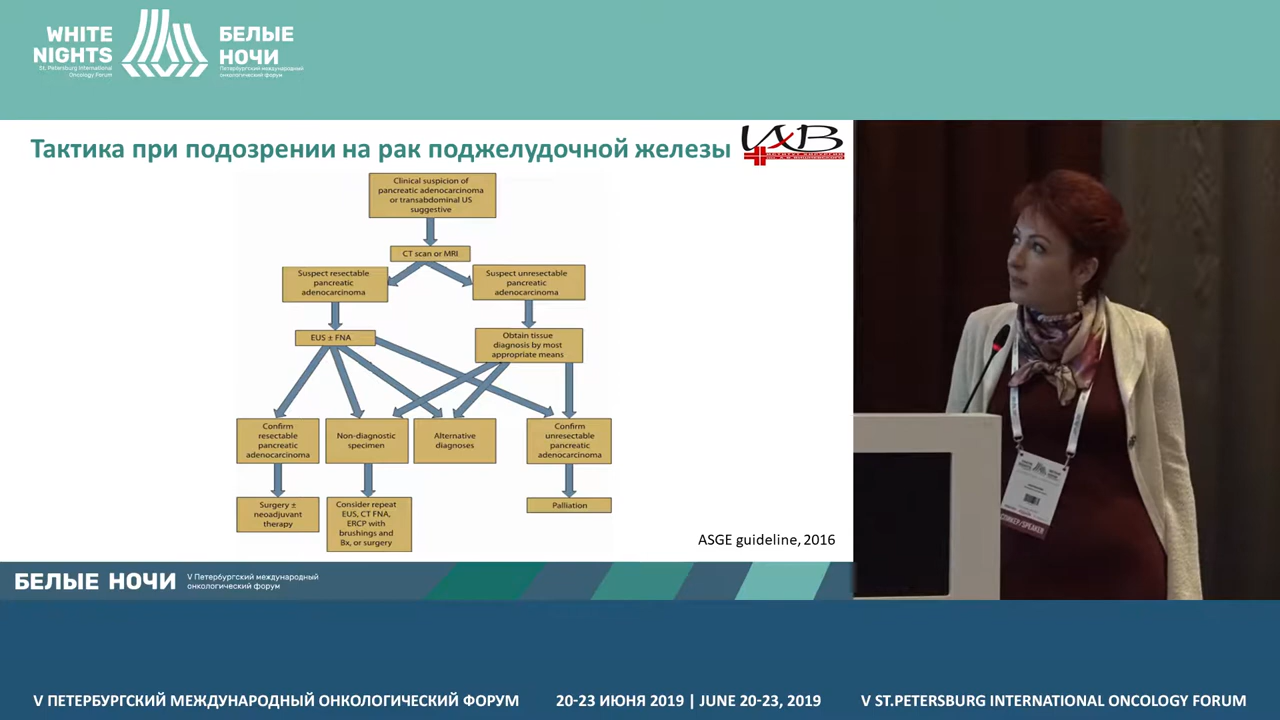 WHITE
NIGHTS
St. Petersburg International
Oncology Forum
БЕЛЫЕ
НОЧИ
Петербургский международный
онкологический форум
Тактика при подозрении на рак поджелудочной железы
Clinical suspicion of
pancreatic adenocarcinoma
or transabdominal US
suggestive
CT scan or MRI
Suspect resectable
pancreatic
adenocarcinoma
Suspect unresectable
pancreatic
adenocarcinoma
EUS ± FNA
Obtain tissue
diagnosis by most
appropriate means
Confirm
resectable
pancreatic
adenocarcinoma
Non-diagnostic
specimen
Alternative
diagnoses
Confirm
unresectable
pancreatic
adenocarcinoma
Surgery ±
neoadjuvant
therapy
Consider repeat
EUS, CT FNA,
ERCP with
brushings and
Bx, or surgery
Palliation
ASGE guideline, 2016
БЕЛЫЕ НОЧИ
V Петербургский международный
онкологический форум
V ПЕТЕРБУРГСКИЙ МЕЖДУНАРОДНЫЙ ОНКОЛОГИЧЕСКИЙ ФОРУМ
20-23 ИЮНЯ 2019 | JUNE 20-23, 2019
V ST.PETERSBURG INTERNATIONAL ONCOLOGY FORUM